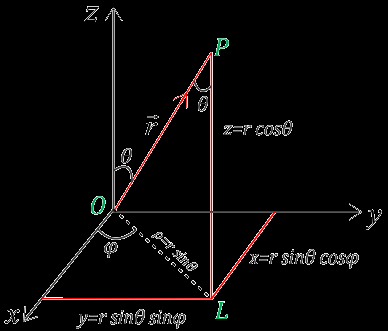 z
P
θ
r
z=r cosθ
θ
O
y
φ
ρ=r sinθ
x=r sinθ cosφ
x
L
y=r sinθ sinφ